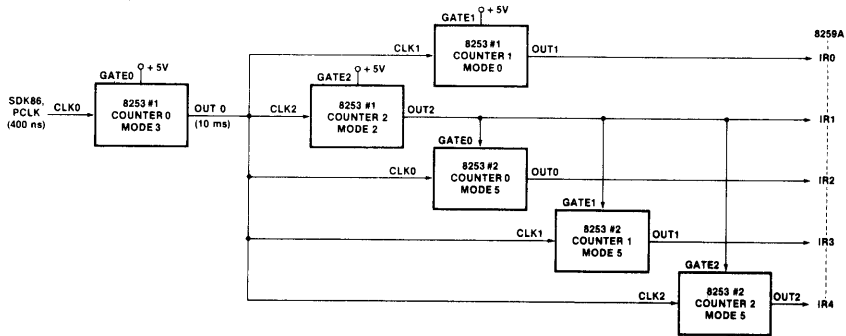 GATE1
+5V
8253 #1
COUNTER 1
MODE 0
CLK1
OUT1
8259A
IR0
GATE0
+5V
SDK86,
PCLK
(400 ns)
CLK0
8253 #1
COUNTER 0
MODE 3
OUT 0
(10 ms)
GATE2
+5V
CLK2
8253 #1
COUNTER 2
MODE 2
OUT2
IR1
GATE0
CLK0
8253 #2
COUNTER 0
MODE 5
OUT0
IR2
GATE1
CLK1
8253 #2
COUNTER 1
MODE 5
OUT1
IR3
GATE2
CLK2
8253 #2
COUNTER 2
MODE 5
OUT2
IR4